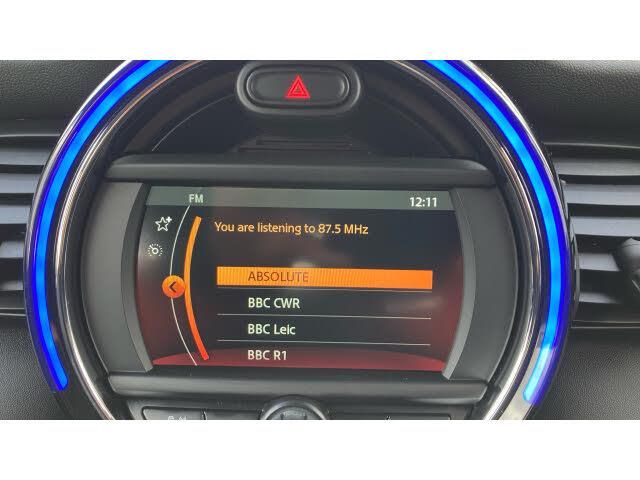 FM 12:11
You are listening to 87.5 MHz
ABSOLUTE
BBC CWR
BBC Leic
BBC R1